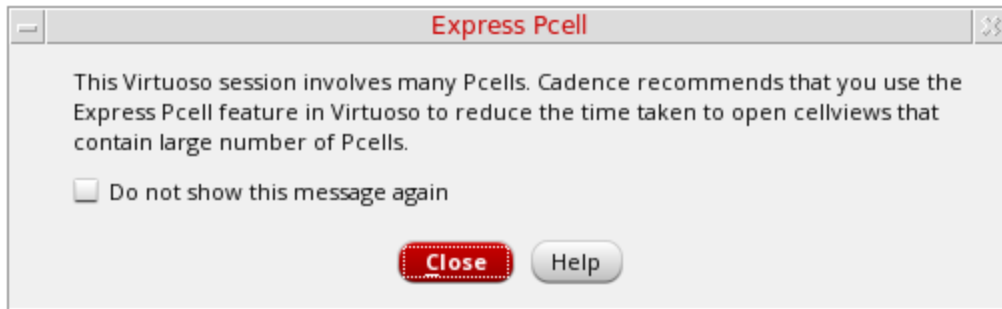 Express Pcell
This Virtuoso session involves many Pcells. Cadence recommends that you use the
Express Pcell feature in Virtuoso to reduce the time taken to open cellviews that
contain large number of Pcells.
Do not show this message again
Close Help